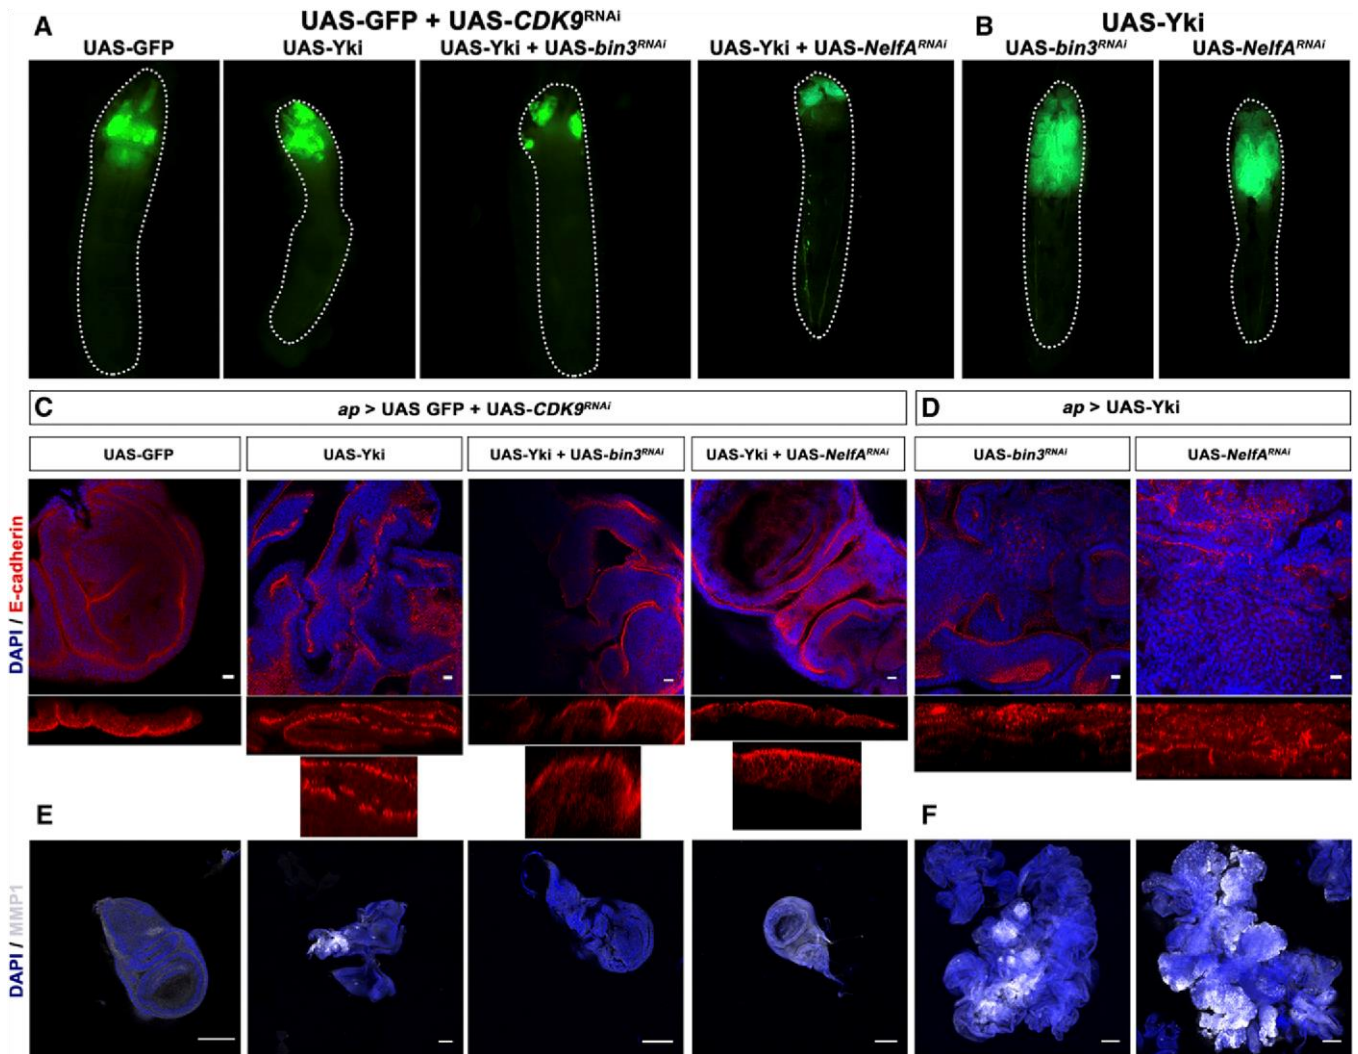 A
UAS-GFP + UAS-CDK9RNAi
B
UAS-Yki
UAS-GFP
UAS-Yki
UAS-Yki + UAS-bin3RNAi
UAS-Yki + UAS-NelfARNAi
UAS-bin3RNAi
UAS-NelfARNAi
C
ap > UAS GFP + UAS-CDK9RNAi
D
ap > UAS-Yki
UAS-GFP
UAS-Yki
UAS-Yki + UAS-bin3RNAi
UAS-Yki + UAS-NelfARNAi
UAS-bin3RNAi
UAS-NelfARNAi
DAPI / E-cadherin
E
F
DAPI / MMP1